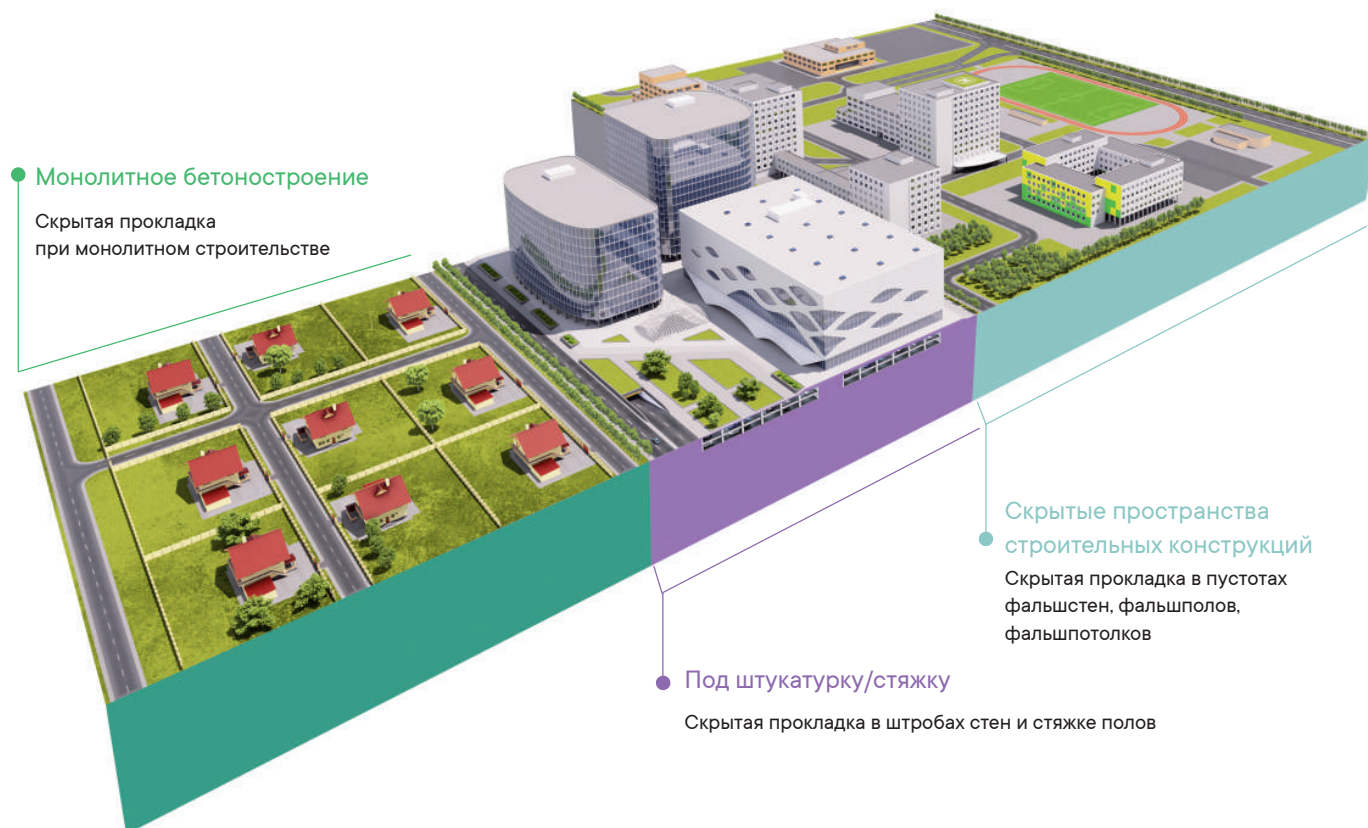 Монолитное бетоностроение
Скрытая прокладка
при монолитном строительстве
Скрытые пространства
строительных конструкций
Скрытая прокладка в пустотах
фальшстен, фальшполов,
фальшпотолков
Под штукатурку/стяжку
Скрытая прокладка в штробах стен и стяжке полов